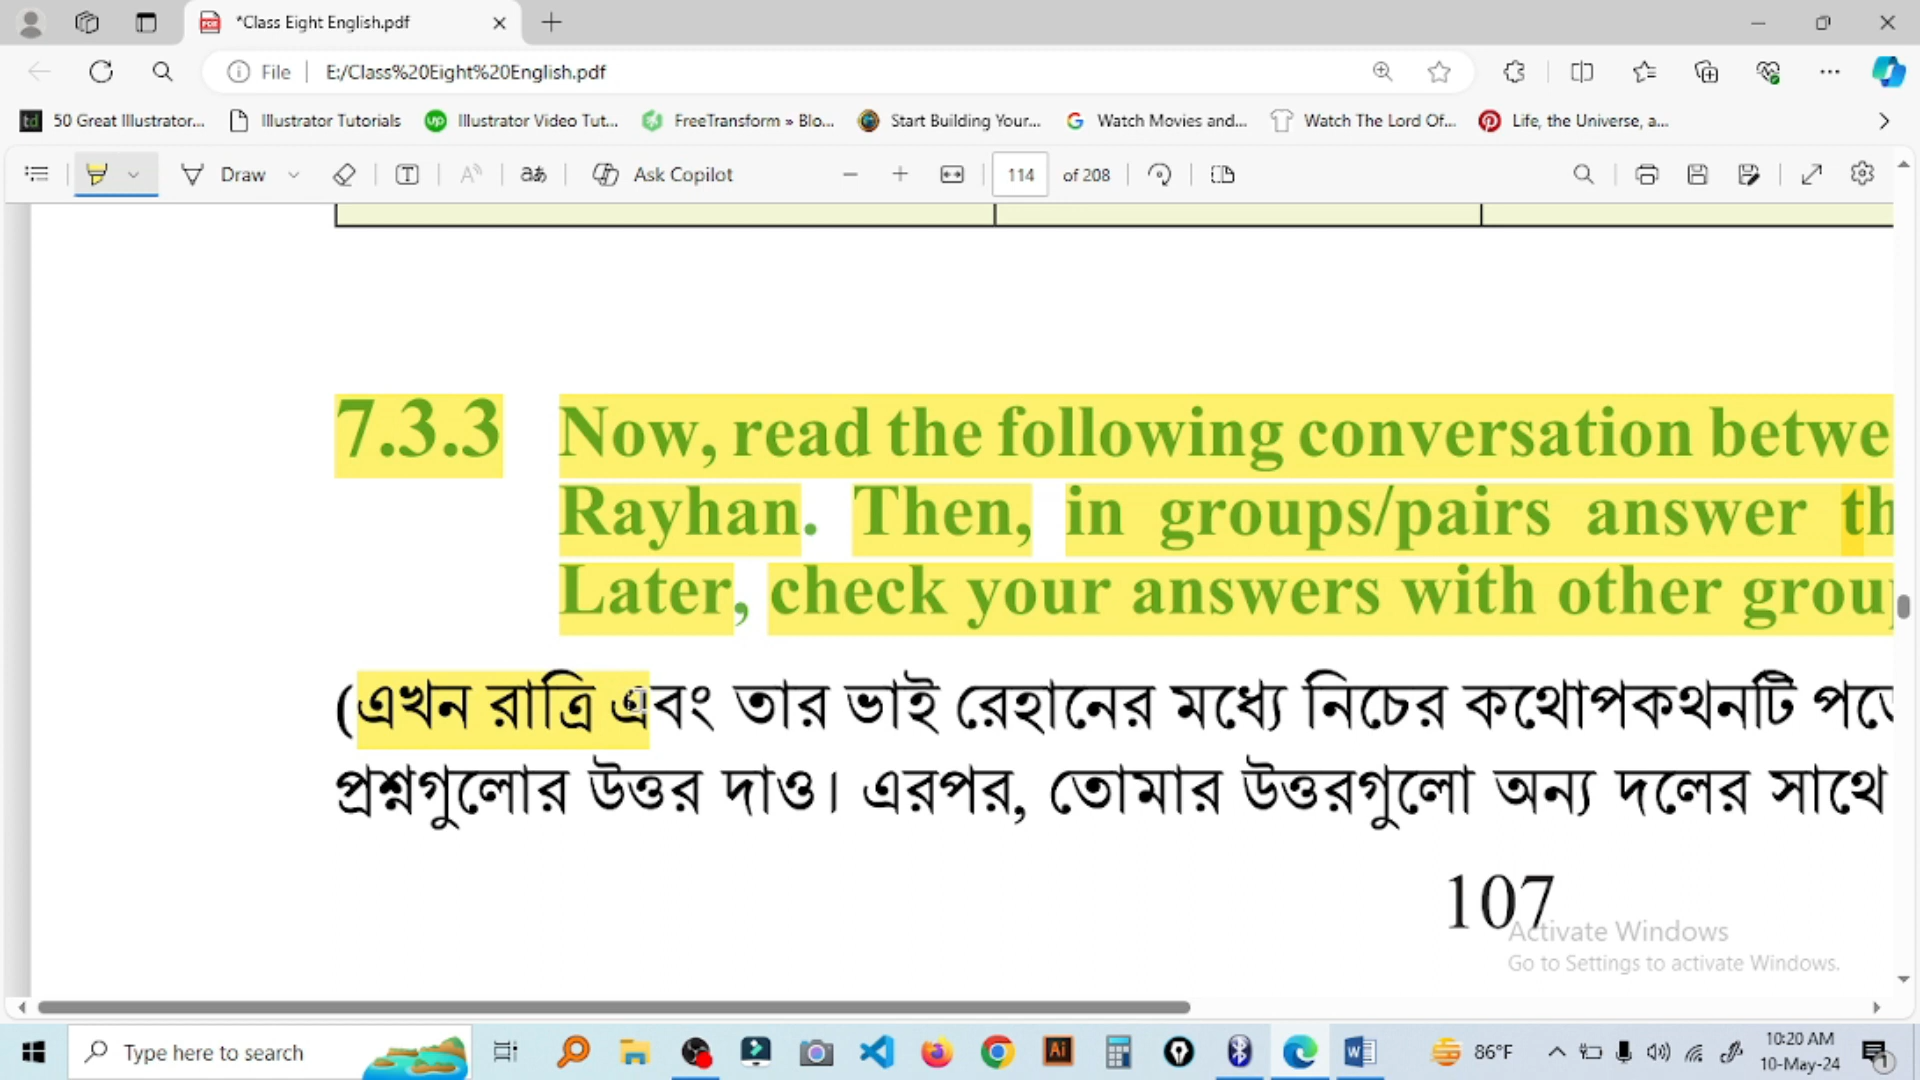 *Class Eight English.pdf
File E:/Class%20Eight%20English.pdf
50 Great Illustrator... Illustrator Tutorials Illustrator Video Tut... FreeTransform » Blo... Start Building Your... Watch Movies and... Watch The Lord Of... Life, the Universe, a...
Draw Ask Copilot 114 of 208
7.3.3 Now, read the following conversation betwe
Rayhan. Then, in groups/pairs answer th
Later, check your answers with other grou
(এখন রাত্রি এবং তার ভাই রেহানের মধ্যে নিচের কথোপকথনটি পড়ে
প্রশ্নগুলোর উত্তর দাও। এরপর, তোমার উত্তরগুলো অন্য দলের সাথে
107
Activate Windows
Go to Settings to activate Windows.
Type here to search 86°F 10:20 AM
10-May-24